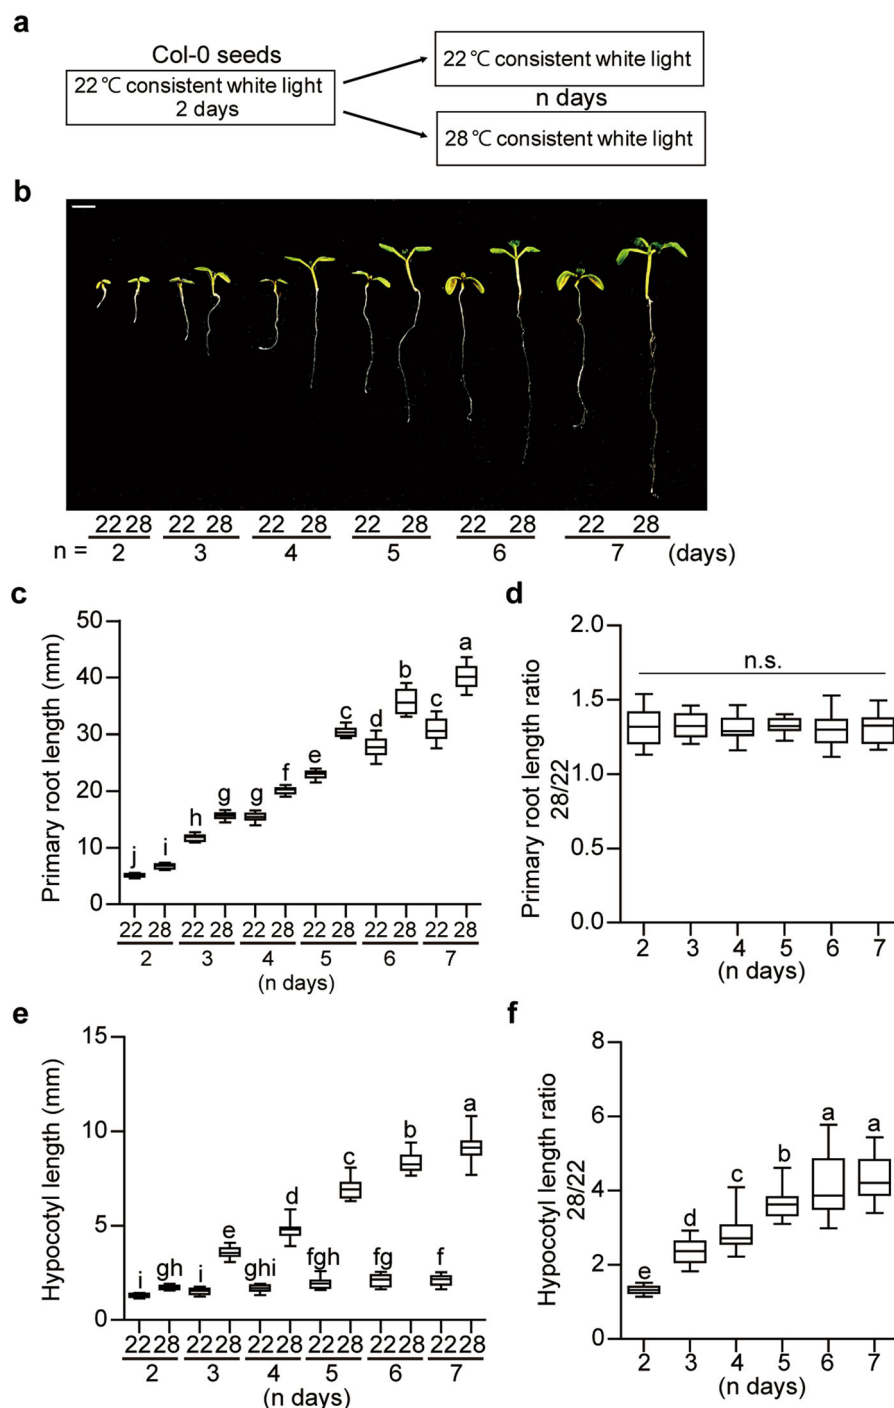 a
Col-0 seeds
22 ℃ consistent white light
2 days
22 ℃ consistent white light
n days
28 ℃ consistent white light
b
22 28 22 28 22 28 22 28 22 28 22 28
n = 2 3 4 5 6 7 (days)
c
Primary root length (mm)
50
40
30
20
10
0
j i h g g f e c d b c a
22 28 22 28 22 28 22 28 22 28 22 28
2 3 4 5 6 7
(n days)
d
Primary root length ratio
28/22
2.0
1.5
1.0
0.5
0.0
n.s.
2 3 4 5 6 7
(n days)
e
Hypocotyl length (mm)
15
10
5
0
i gh i e ghi d fgh c fg b f a
22 28 22 28 22 28 22 28 22 28 22 28
2 3 4 5 6 7
(n days)
f
Hypocotyl length ratio
28/22
8
6
4
2
0
e d c b a a
2 3 4 5 6 7
(n days)